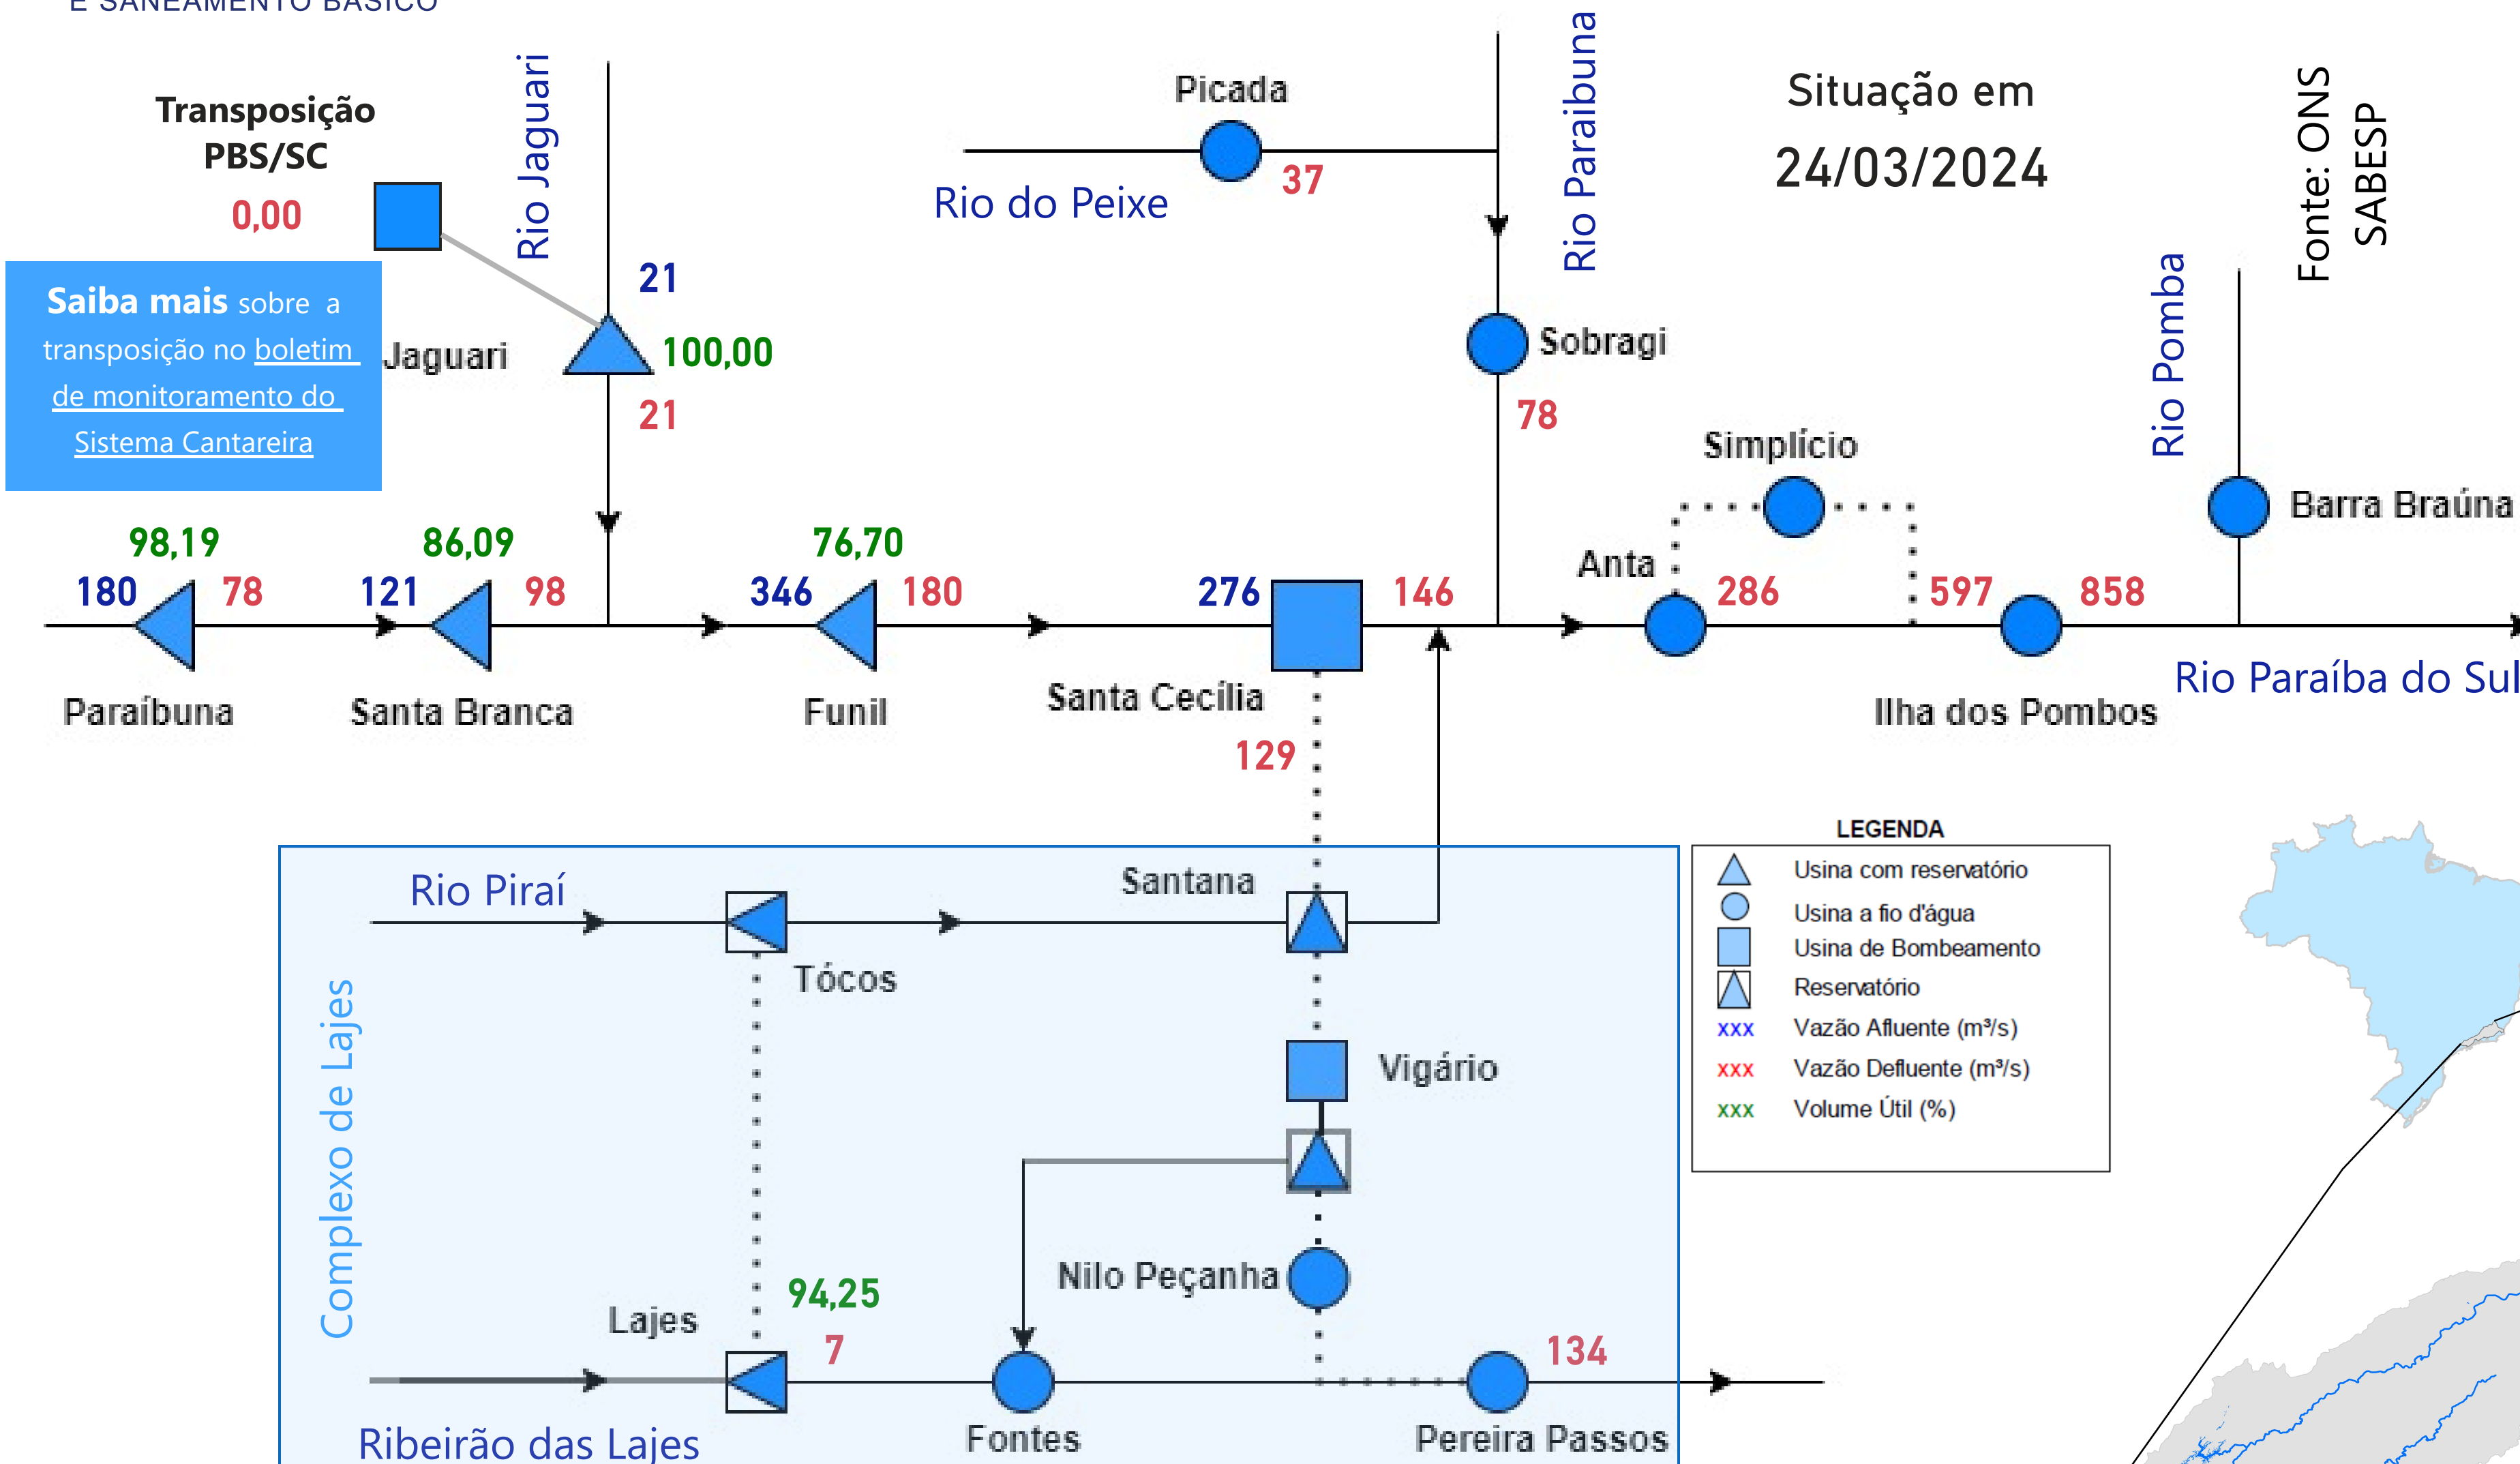 E SANEAMENTO BÁSICO
Transposição
PBS/SC
0,00
Saiba mais sobre a
transposição no boletim
de monitoramento do
Sistema Cantareira
Rio Jaguari
21
Jaguari
100,00
21
Picada
37
Rio do Peixe
Rio Paraibuna
Situação em
24/03/2024
Fonte: ONS
SABESP
Sobragi
78
Simplício
Rio Pomba
Barra Braúna
98,19
180
78
Paraíbuna
86,09
121
98
Santa Branca
76,70
346
180
Funil
276
146
Santa Cecília
129
Anta
286
597
858
Ilha dos Pombos
Rio Paraíba do Sul
Complexo de Lajes
Rio Piraí
Tócos
Santana
Vigário
Nilo Peçanha
Lajes
94,25
7
134
Ribeirão das Lajes
Fontes
Pereira Passos
LEGENDA
Usina com reservatório
Usina a fio d'água
Usina de Bombeamento
Reservatório
xxx Vazão Afluente (m³/s)
xxx Vazão Defluente (m³/s)
xxx Volume Útil (%)